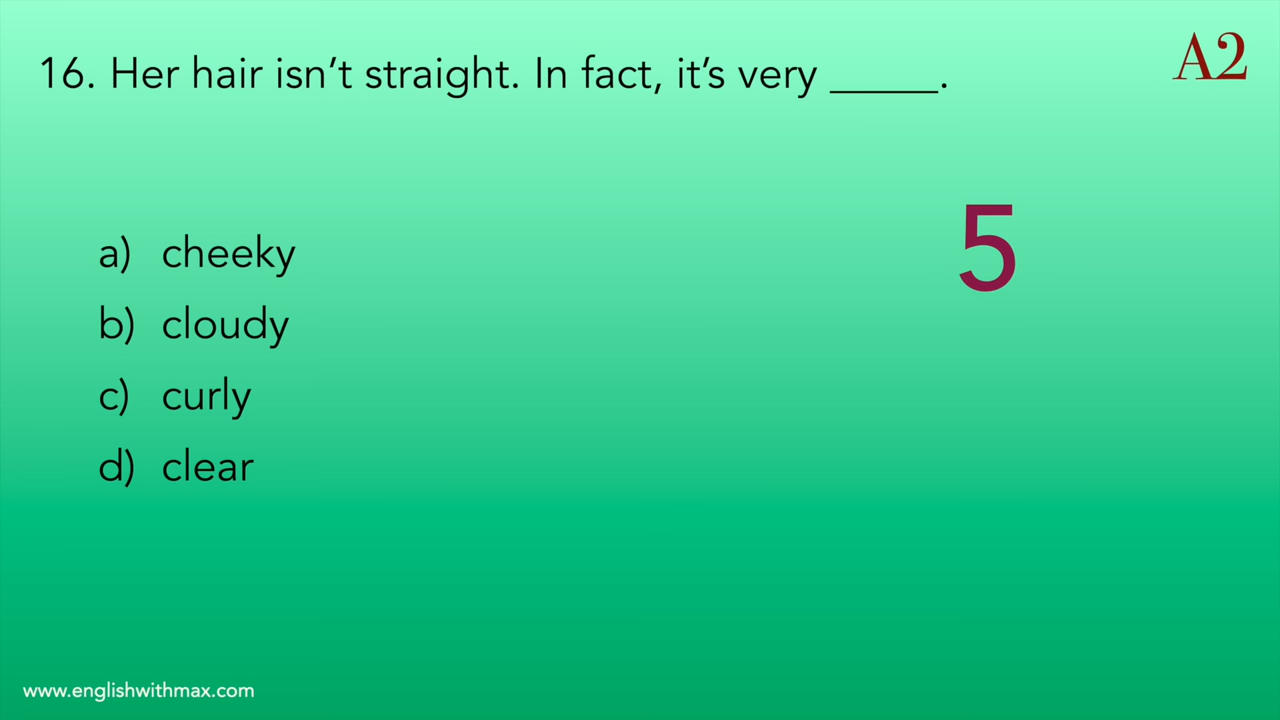 16. Her hair isn’t straight. In fact, it’s very _____.
A2
5
a) cheeky
b) cloudy
c) curly
d) clear
www.englishwithmax.com